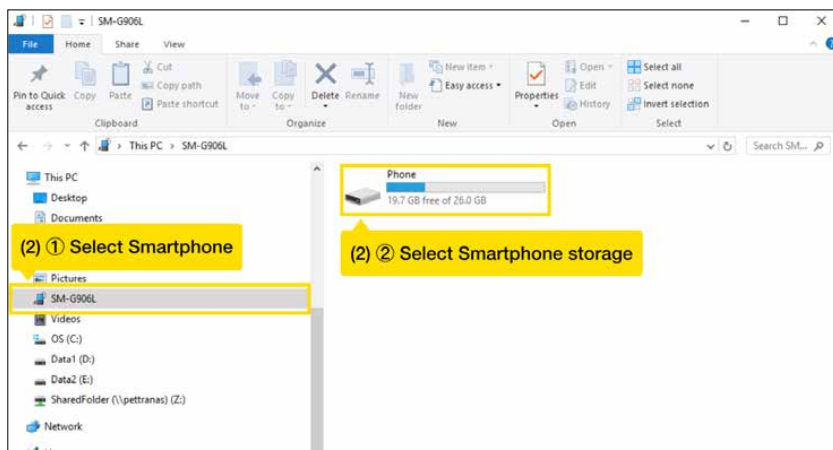 SM-G906L
File Home Share View
Pin to Quick access
Copy
Paste
Cut
Copy path
Paste shortcut
Clipboard
Move to
Copy to
Delete
Rename
Organize
New folder
New item
Easy access
New
Properties
Open
Edit
History
Open
Select all
Select none
Invert selection
Select
This PC > SM-G906L
Search SM...
This PC
Desktop
Documents
(2) ① Select Smartphone
Pictures
SM-G906L
Videos
OS (C:)
Data1 (D:)
Data2 (E:)
SharedFolder (\\pettranas) (Z:)
Network
Phone
19.7 GB free of 26.0 GB
(2) ② Select Smartphone storage